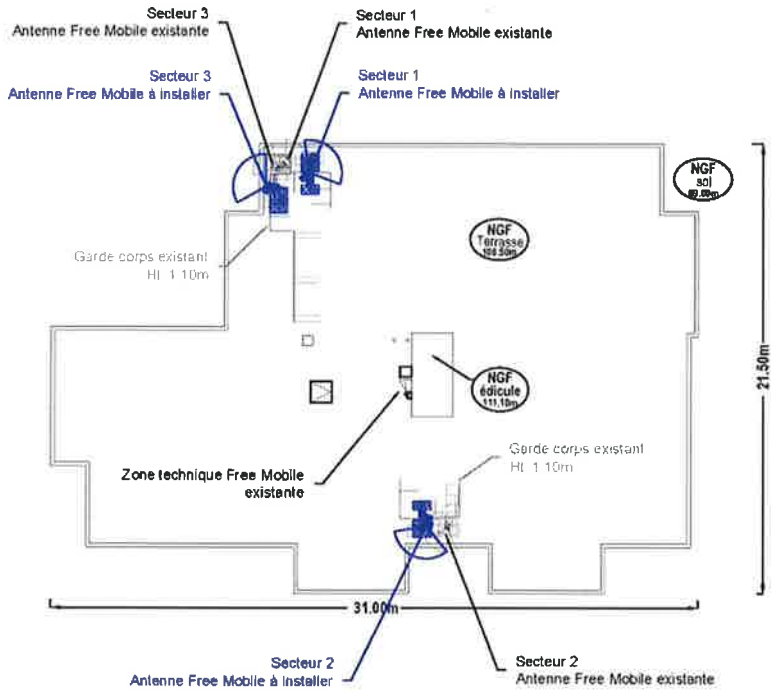 Secteur 3
Antenne Free Mobile existante
Secteur 1
Antenne Free Mobile existante
Secteur 3
Antenne Free Mobile à installer
Secteur 1
Antenne Free Mobile à installer
NGF
sol
NGF
Terrasse
108.50m
Garde corps existant
Ht 1.10m
21.50m
NGF
édicule
111,10m
Garde corps existant
Ht 1.10m
Zone technique Free Mobile
existante
31.00m
Secteur 2
Antenne Free Mobile à installer
Secteur 2
Antenne Free Mobile existante